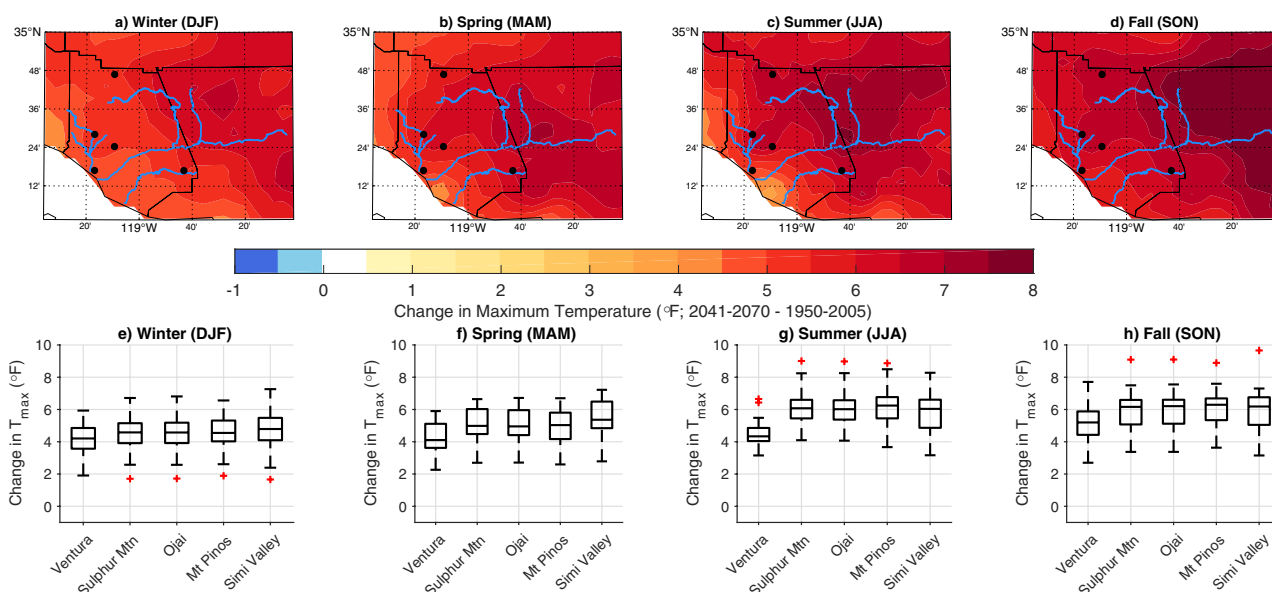 a) Winter (DJF)
b) Spring (MAM)
c) Summer (JJA)
d) Fall (SON)
35°N
48'
36'
24'
12'
20'
119°W
40'
20'
35°N
48'
36'
24'
12'
20'
119°W
40'
20'
35°N
48'
36'
24'
12'
20'
119°W
40'
20'
35°N
48'
36'
24'
12'
20'
119°W
40'
20'
-1 0 1 2 3 4 5 6 7 8
Change in Maximum Temperature (°F; 2041-2070 - 1950-2005)
e) Winter (DJF)
Change in Tmax (°F)
10
8
6
4
2
0
Ventura
Sulphur Mtn
Ojai
Mt Pinos
Simi Valley
f) Spring (MAM)
Change in Tmax (°F)
10
8
6
4
2
0
Ventura
Sulphur Mtn
Ojai
Mt Pinos
Simi Valley
g) Summer (JJA)
Change in Tmax (°F)
10
8
6
4
2
0
Ventura
Sulphur Mtn
Ojai
Mt Pinos
Simi Valley
h) Fall (SON)
Change in Tmax (°F)
10
8
6
4
2
0
Ventura
Sulphur Mtn
Ojai
Mt Pinos
Simi Valley